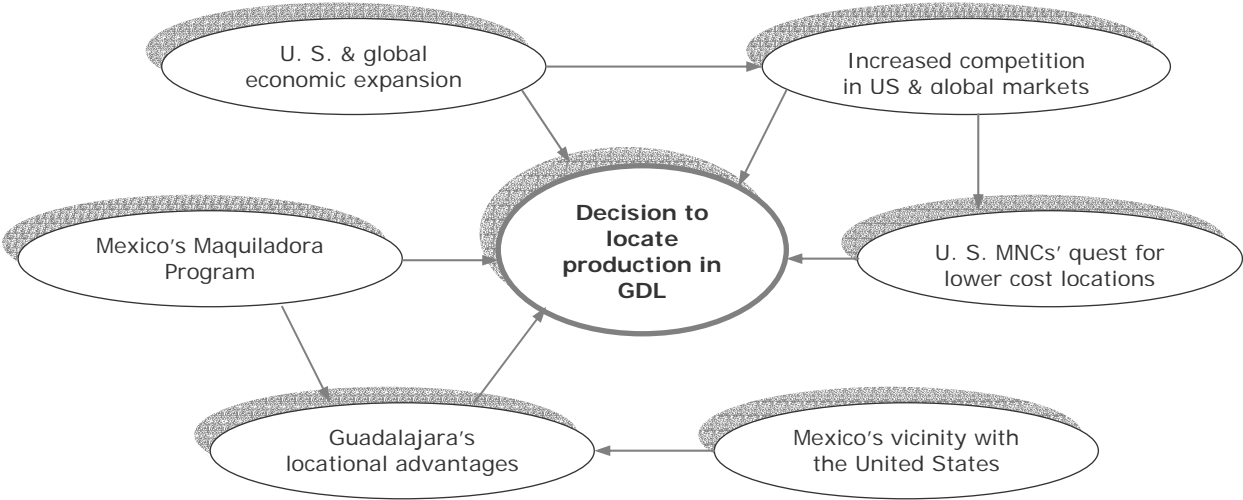 U. S. & global
economic expansion
Increased competition
in US & global markets
Decision to
locate
production in
GDL
Mexico's Maquiladora
Program
U. S. MNCs' quest for
lower cost locations
Guadalajara's
locational advantages
Mexico's vicinity with
the United States